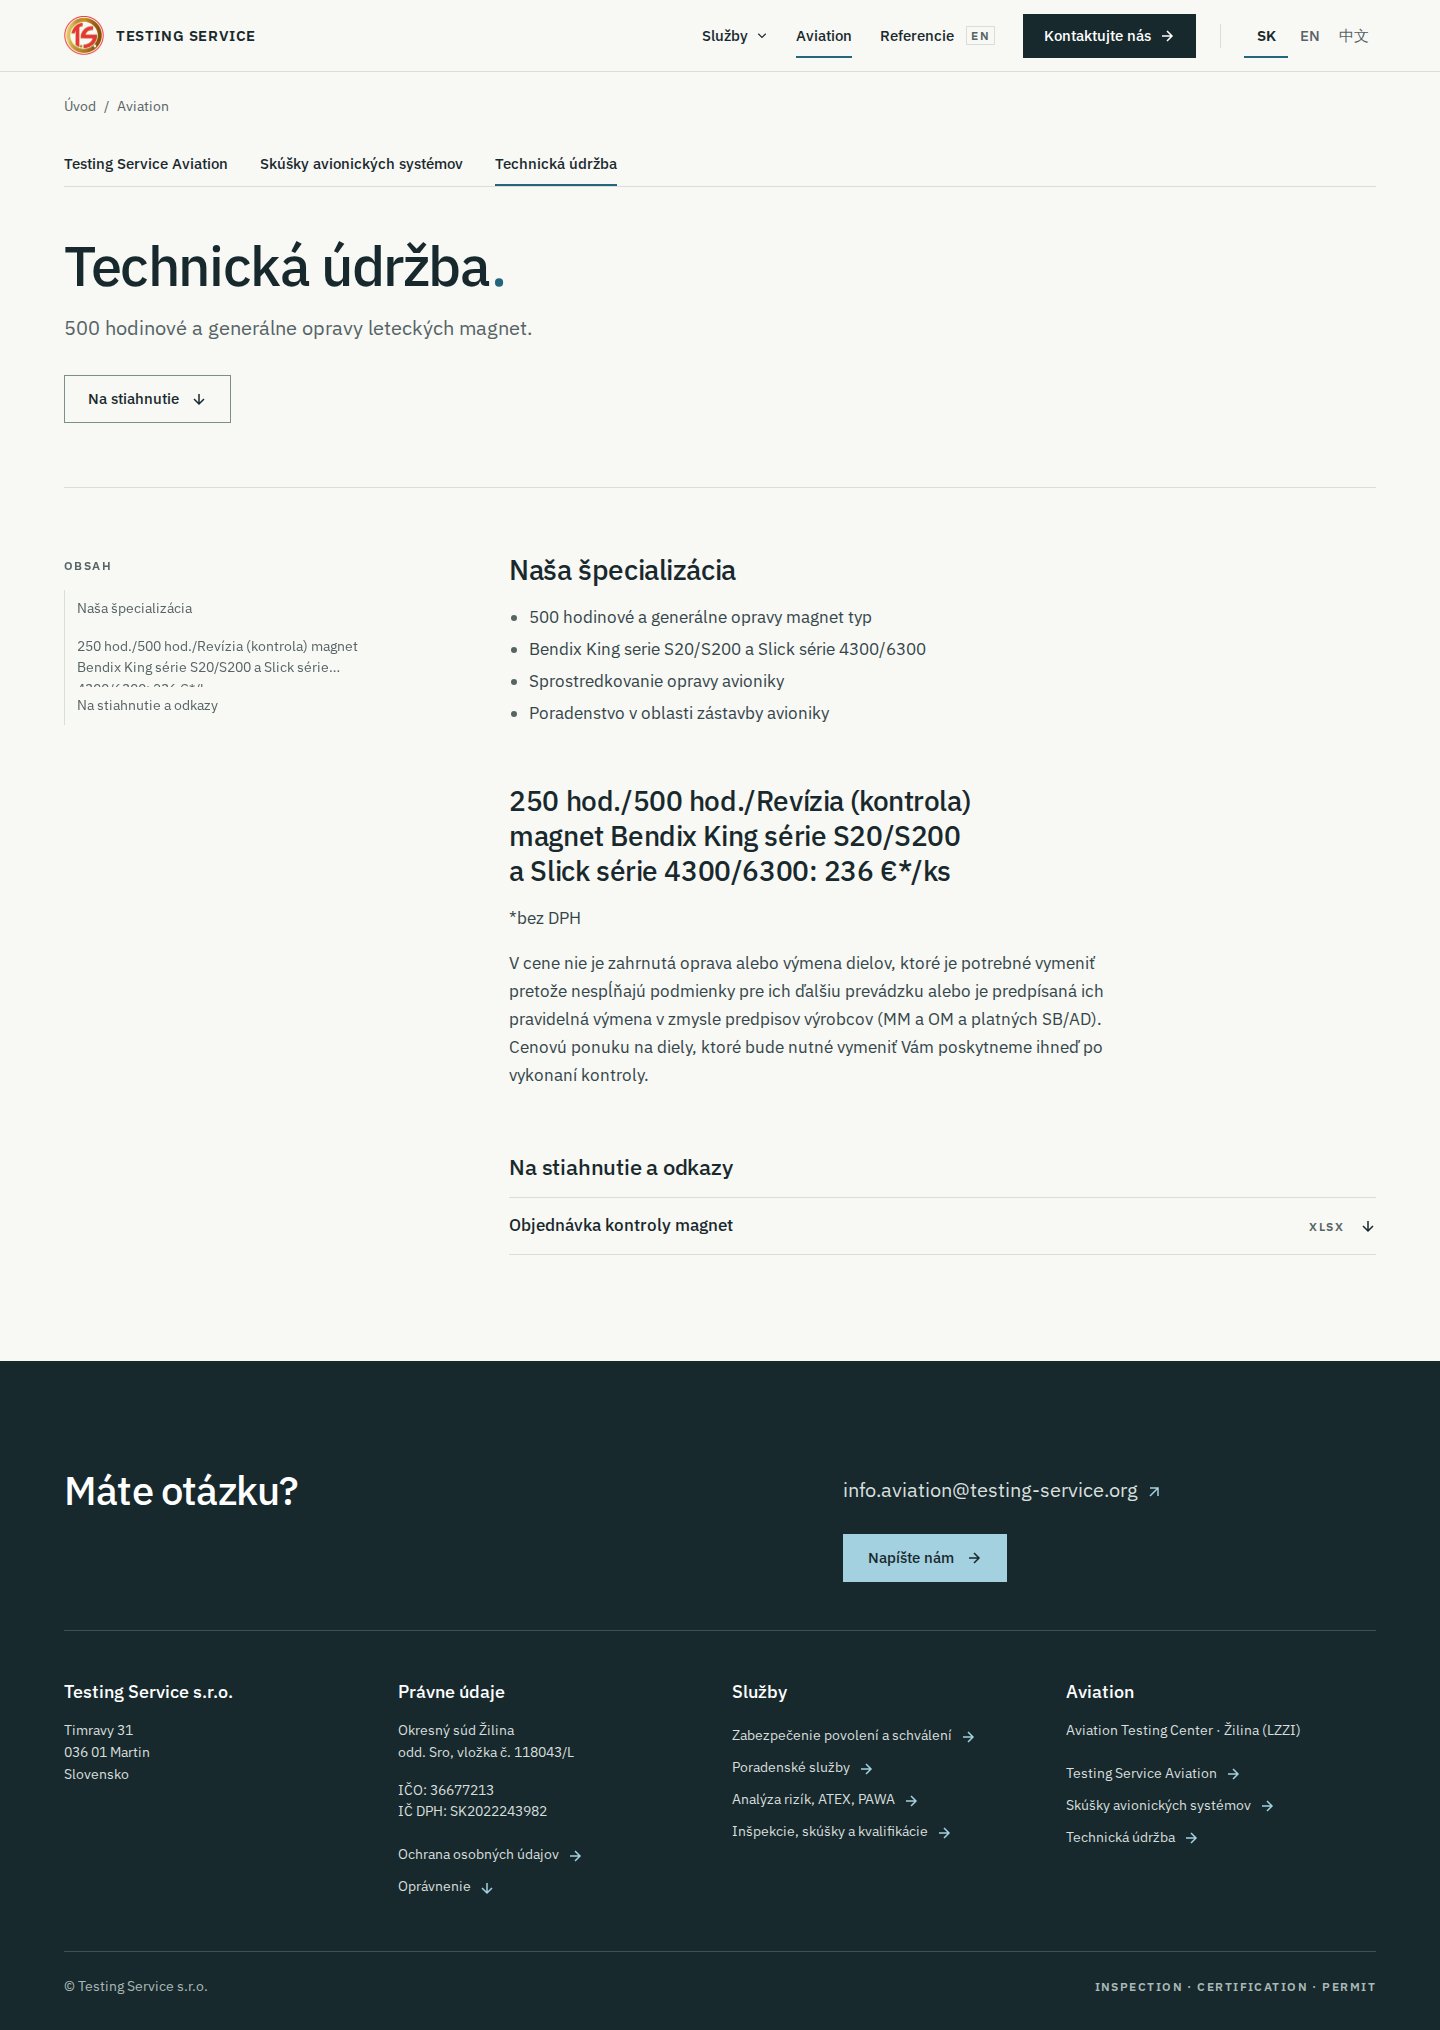 TESTING SERVICE
Služby
Aviation
Referencie EN
Kontaktujte nás
SK EN 中文
Úvod / Aviation
Testing Service Aviation
Skúšky avionických systémov
Technická údržba
Technická údržba.
500 hodinové a generálne opravy leteckých magnet.
Na stiahnutie
OBSAH
Naša špecializácia
250 hod./500 hod./Revízia (kontrola) magnet
Bendix King série S20/S200 a Slick série…
Na stiahnutie a odkazy
Naša špecializácia
500 hodinové a generálne opravy magnet typ
Bendix King serie S20/S200 a Slick série 4300/6300
Sprostredkovanie opravy avioniky
Poradenstvo v oblasti zástavby avioniky
250 hod./500 hod./Revízia (kontrola)
magnet Bendix King série S20/S200
a Slick série 4300/6300: 236 €*/ks
*bez DPH
V cene nie je zahrnutá oprava alebo výmena dielov, ktoré je potrebné vymeniť
pretože nespĺňajú podmienky pre ich ďalšiu prevádzku alebo je predpísaná ich
pravidelná výmena v zmysle predpisov výrobcov (MM a OM a platných SB/AD).
Cenovú ponuku na diely, ktoré bude nutné vymeniť Vám poskytneme ihneď po
vykonaní kontroly.
Na stiahnutie a odkazy
Objednávka kontroly magnet
XLSX
Máte otázku?
info.aviation@testing-service.org
Napíšte nám
Testing Service s.r.o.
Timravy 31
036 01 Martin
Slovensko
Právne údaje
Okresný súd Žilina
odd. Sro, vložka č. 118043/L
IČO: 36677213
IČ DPH: SK2022243982
Ochrana osobných údajov
Oprávnenie
Služby
Zabezpečenie povolení a schválení
Poradenské služby
Analýza rizík, ATEX, PAWA
Inšpekcie, skúšky a kvalifikácie
Aviation
Aviation Testing Center · Žilina (LZZI)
Testing Service Aviation
Skúšky avionických systémov
Technická údržba
© Testing Service s.r.o.
INSPECTION · CERTIFICATION · PERMIT